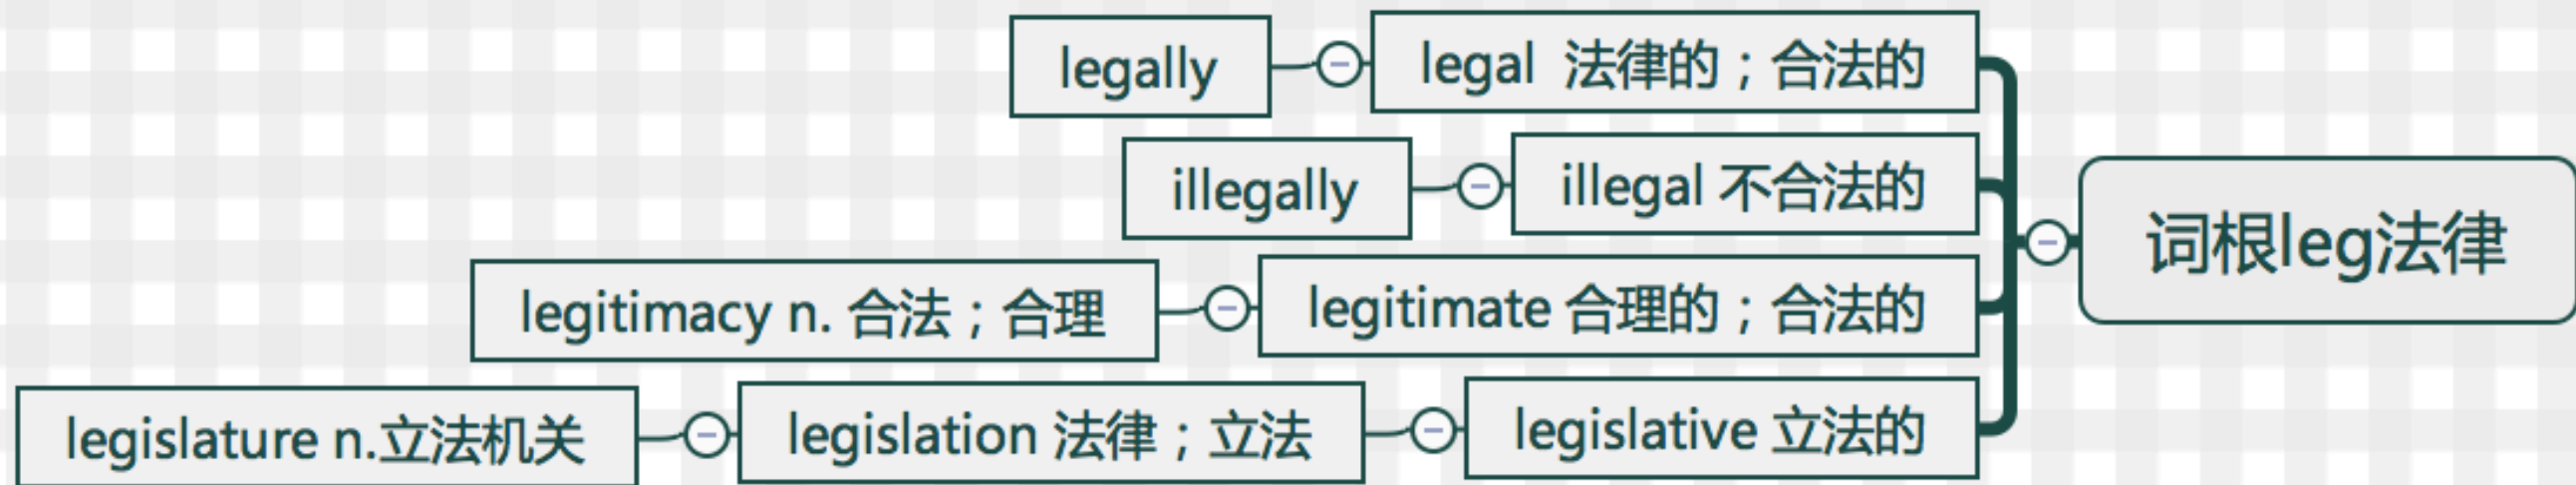 legally
legal 法律的；合法的
illegally
illegal 不合法的
词根leg法律
legitimacy n. 合法；合理
legitimate 合理的；合法的
legislature n.立法机关
legislation 法律；立法
legislative 立法的